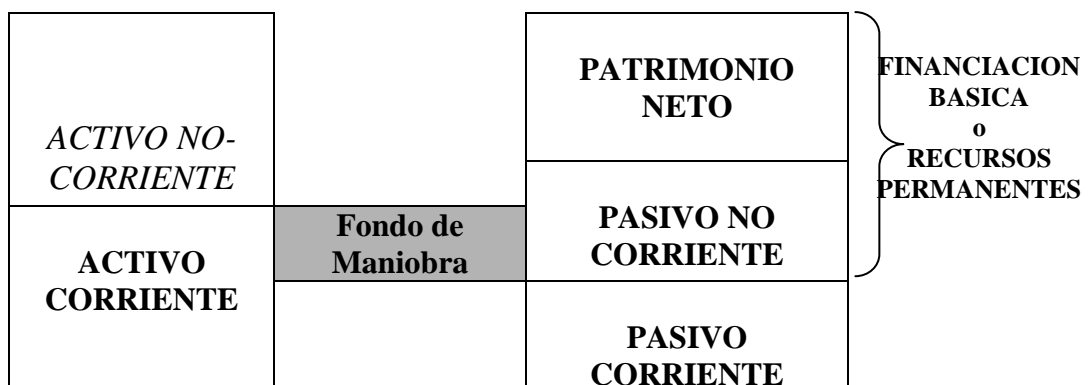 ACTIVO NO-
CORRIENTE
ACTIVO
CORRIENTE
Fondo de
Maniobra
PATRIMONIO
NETO
PASIVO NO
CORRIENTE
PASIVO
CORRIENTE
FINANCIACION
BASICA
o
RECURSOS
PERMANENTES